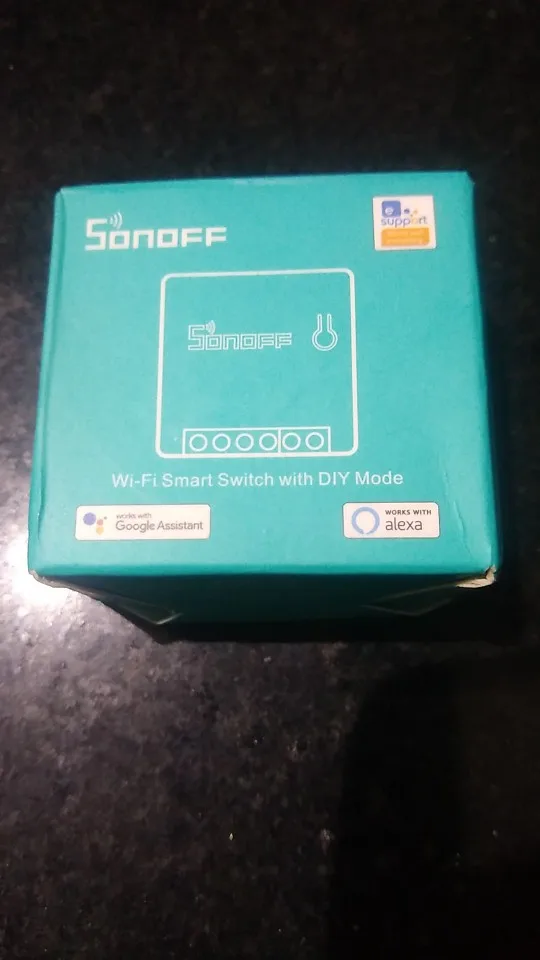 SONOFF
e
support
SONOFF
Wi-Fi Smart Switch with DIY Mode
works with
Google Assistant
WORKS WITH
alexa